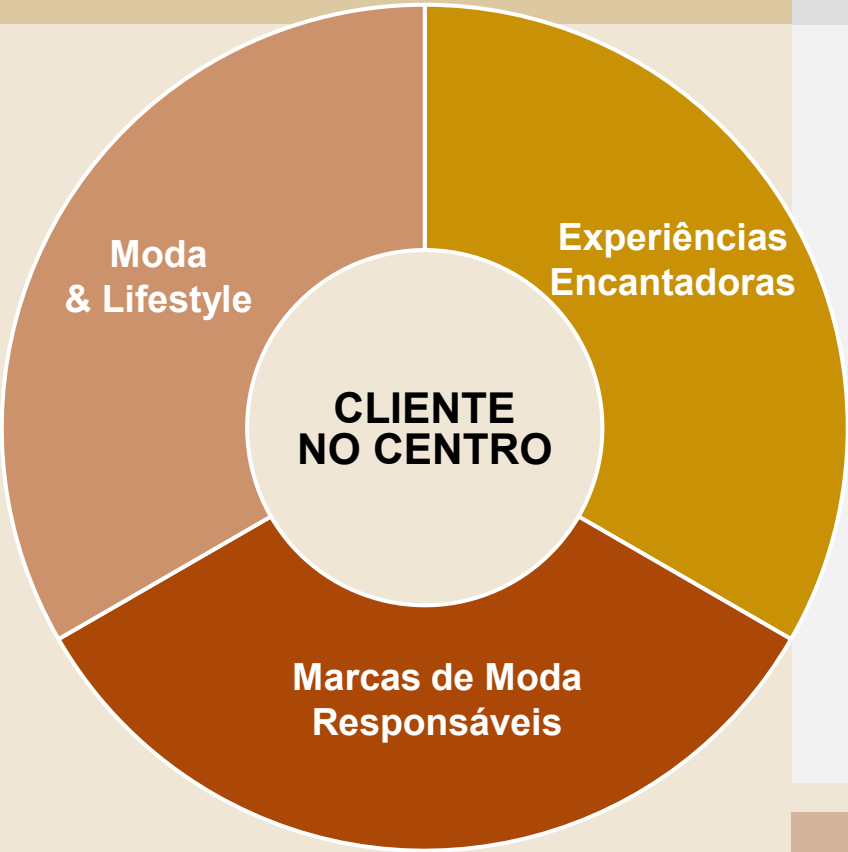 Moda
& Lifestyle
Experiências
Encantadoras
CLIENTE
NO CENTRO
Marcas de Moda
Responsáveis